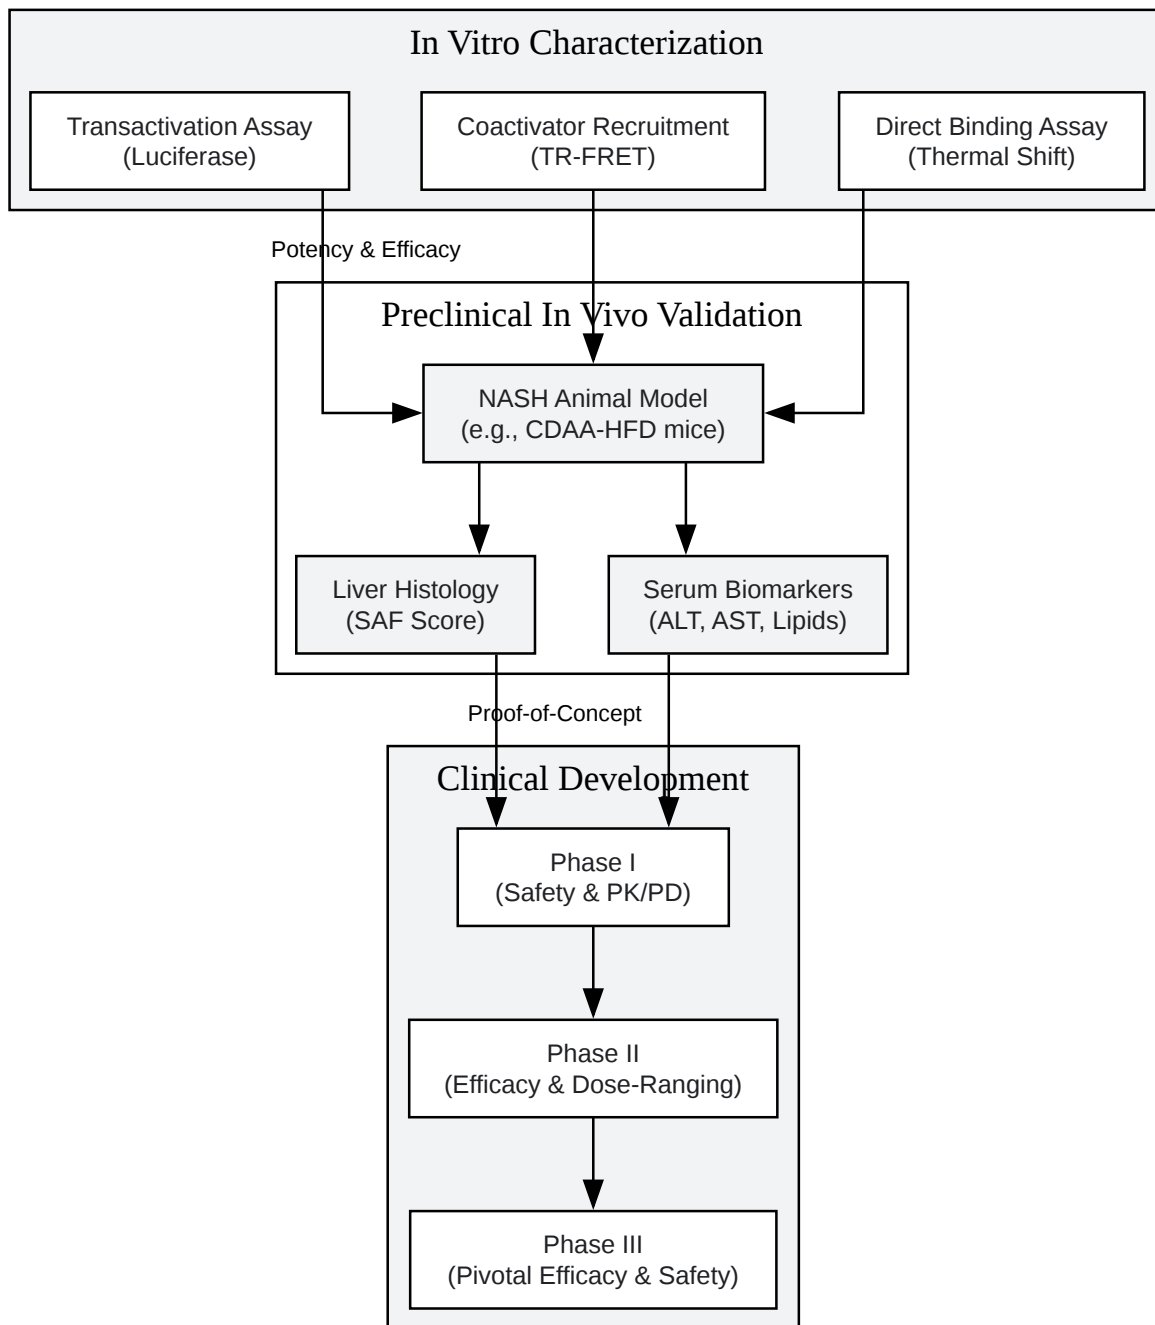 In Vitro Characterization
Transactivation Assay
(Luciferase)
Coactivator Recruitment
(TR-FRET)
Direct Binding Assay
(Thermal Shift)
Potency & Efficacy
Preclinical In Vivo Validation
NASH Animal Model
(e.g., CDAA-HFD mice)
Liver Histology
(SAF Score)
Serum Biomarkers
(ALT, AST, Lipids)
Proof-of-Concept
Clinical Development
Phase I
(Safety & PK/PD)
Phase II
(Efficacy & Dose-Ranging)
Phase III
(Pivotal Efficacy & Safety)